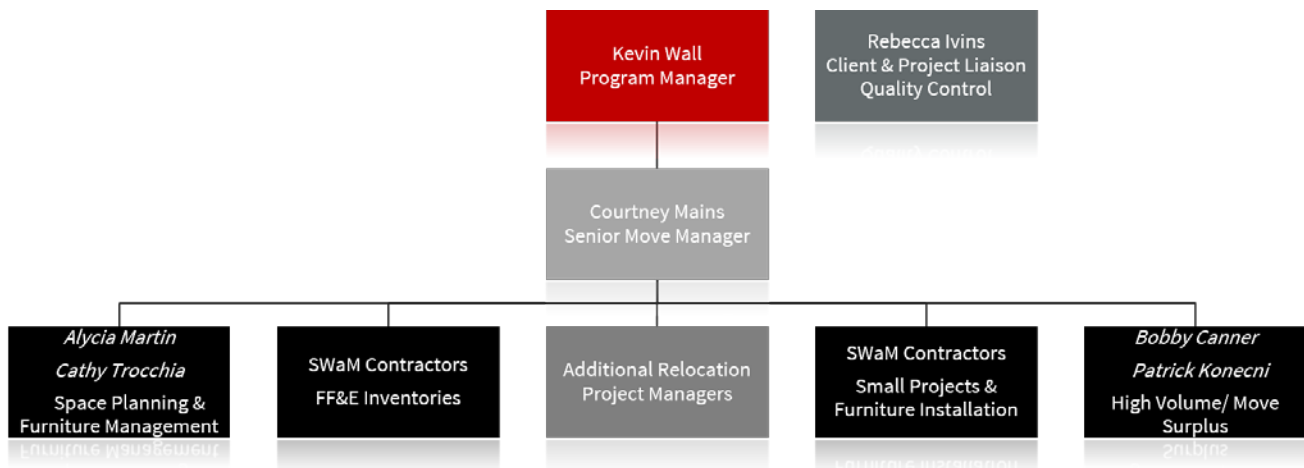 Kevin Wall
Program Manager
Rebecca Ivins
Client & Project Liaison
Quality Control
Courtney Mains
Senior Move Manager
Alycia Martin
Cathy Trocchia
Space Planning &
Furniture Management
SWaM Contractors
FF&E Inventories
Additional Relocation
Project Managers
SWaM Contractors
Small Projects &
Furniture Installation
Bobby Canner
Patrick Konecni
High Volume/ Move
Surplus